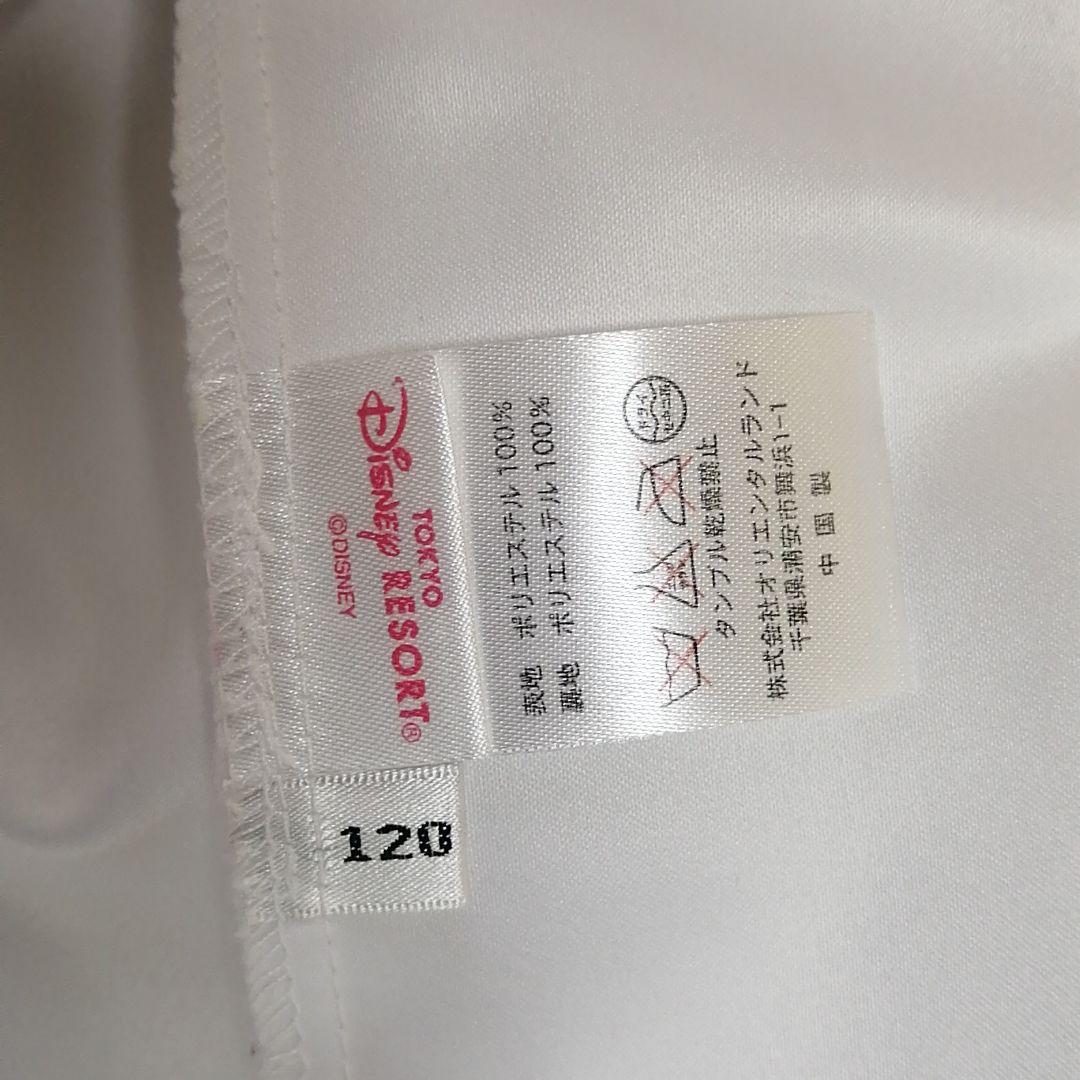 TOKYO
DISNEY RESORT®
©DISNEY
表地 ポリエステル 100%
裏地 ポリエステル 100%
ドライ
タンブル乾燥禁止
株式会社オリエンタルランド
千葉県浦安市舞浜1-1
中国製
120